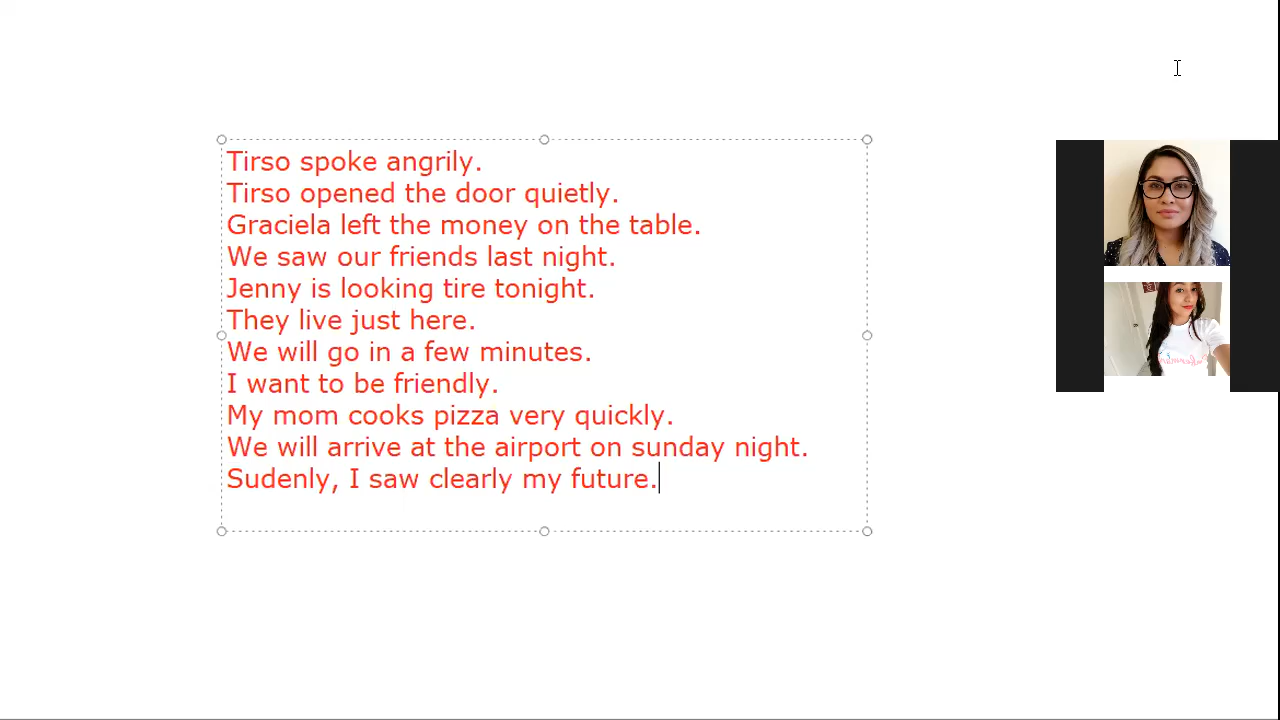 Tirso spoke angrily.
Tirso opened the door quietly.
Graciela left the money on the table.
We saw our friends last night.
Jenny is looking tire tonight.
They live just here.
We will go in a few minutes.
I want to be friendly.
My mom cooks pizza very quickly.
We will arrive at the airport on sunday night.
Sudenly, I saw clearly my future.